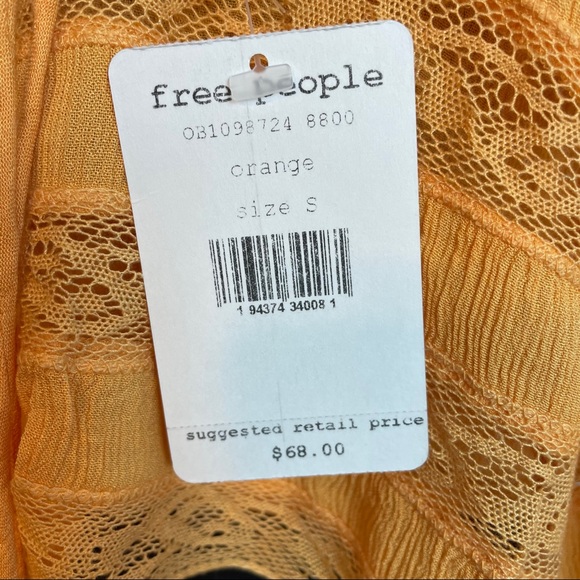 free people
OB1098724 8800
orange
size S
1 94374 34008 1
suggested retail price
$68.00